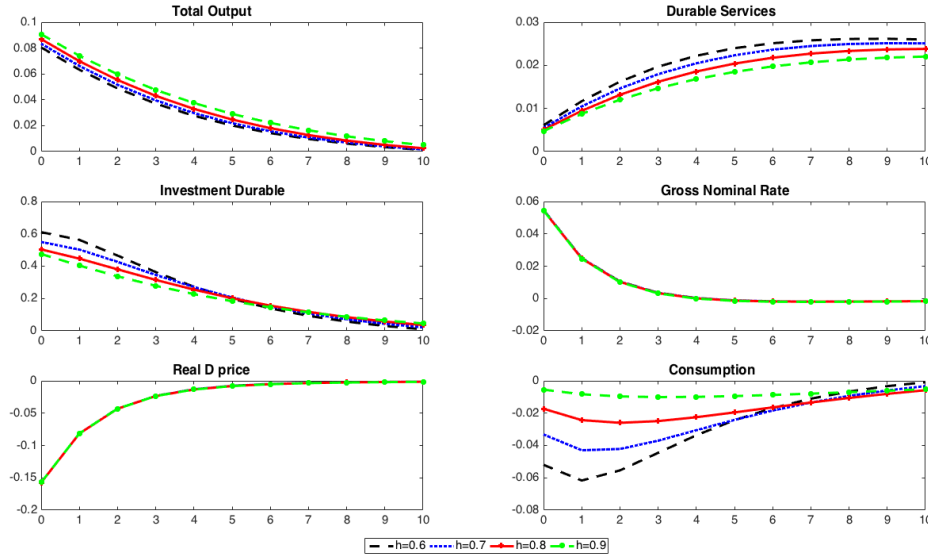 Total Output
0.1
0.08
0.06
0.04
0.02
0
0 1 2 3 4 5 6 7 8 9 10
Durable Services
0.03
0.02
0.01
0
0 1 2 3 4 5 6 7 8 9 10
Investment Durable
0.8
0.6
0.4
0.2
0
0 1 2 3 4 5 6 7 8 9 10
Gross Nominal Rate
0.06
0.04
0.02
0
-0.02
0 1 2 3 4 5 6 7 8 9 10
Real D price
0
-0.05
-0.1
-0.15
-0.2
0 1 2 3 4 5 6 7 8 9 10
Consumption
0
-0.02
-0.04
-0.06
-0.08
0 1 2 3 4 5 6 7 8 9 10
h=0.6 h=0.7 h=0.8 h=0.9